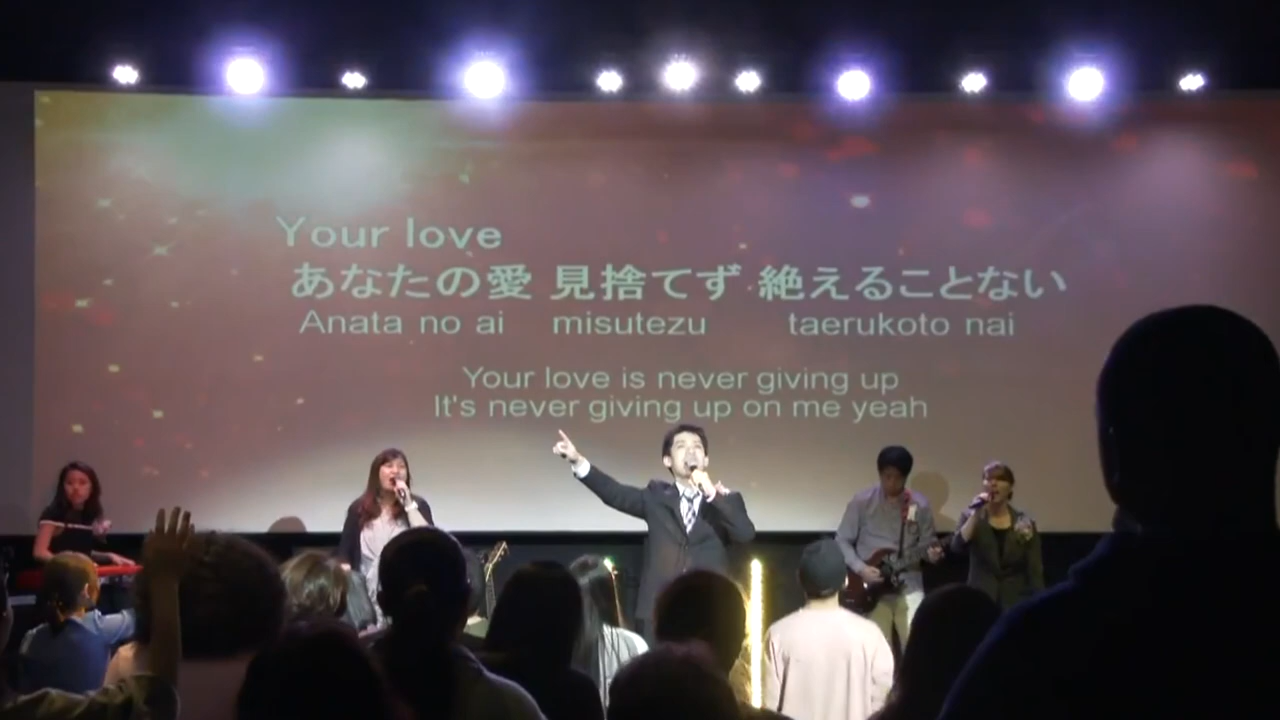 Your love
あなたの愛 見捨てず 絶えることない
Anata no ai misutezu taerukoto nai
Your love is never giving up
It's never giving up on me yeah